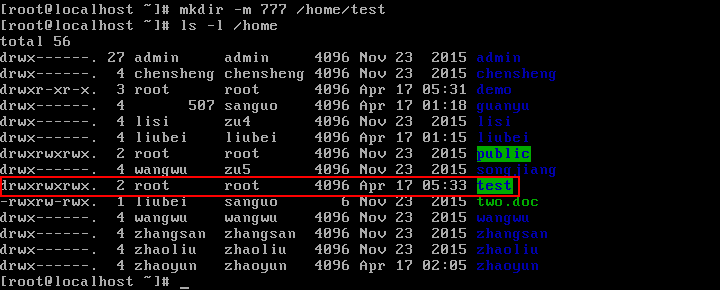 [root@localhost ~]# mkdir -m 777 /home/test
[root@localhost ~]# ls -l /home
total 56
drwx------. 27 admin     admin     4096 Nov 23  2015 admin
drwx------.  4 chensheng chensheng 4096 Nov 23  2015 chensheng
drwxr-xr-x.  3 root      root      4096 Apr 17 05:31 demo
drwx------.  4       507 sanguo    4096 Apr 17 01:18 guanyu
drwx------.  4 lisi      zu4       4096 Nov 23  2015 lisi
drwx------.  4 liubei    liubei    4096 Apr 17 01:15 liubei
drwxrwxrwx.  2 root      root      4096 Nov 23  2015 public
drwx------.  4 wangwu    zu5       4096 Nov 23  2015 songjiang
drwxrwxrwx.  2 root      root      4096 Apr 17 05:33 test
-rwxrw-rwx.  1 liubei    sanguo       6 Nov 23  2015 two.doc
drwx------.  4 wangwu    wangwu    4096 Nov 23  2015 wangwu
drwx------.  4 zhangsan  zhangsan  4096 Nov 23  2015 zhangsan
drwx------.  4 zhaoliu   zhaoliu   4096 Nov 23  2015 zhaoliu
drwx------.  4 zhaoyun   zhaoyun   4096 Apr 17 02:05 zhaoyun
[root@localhost ~]# _